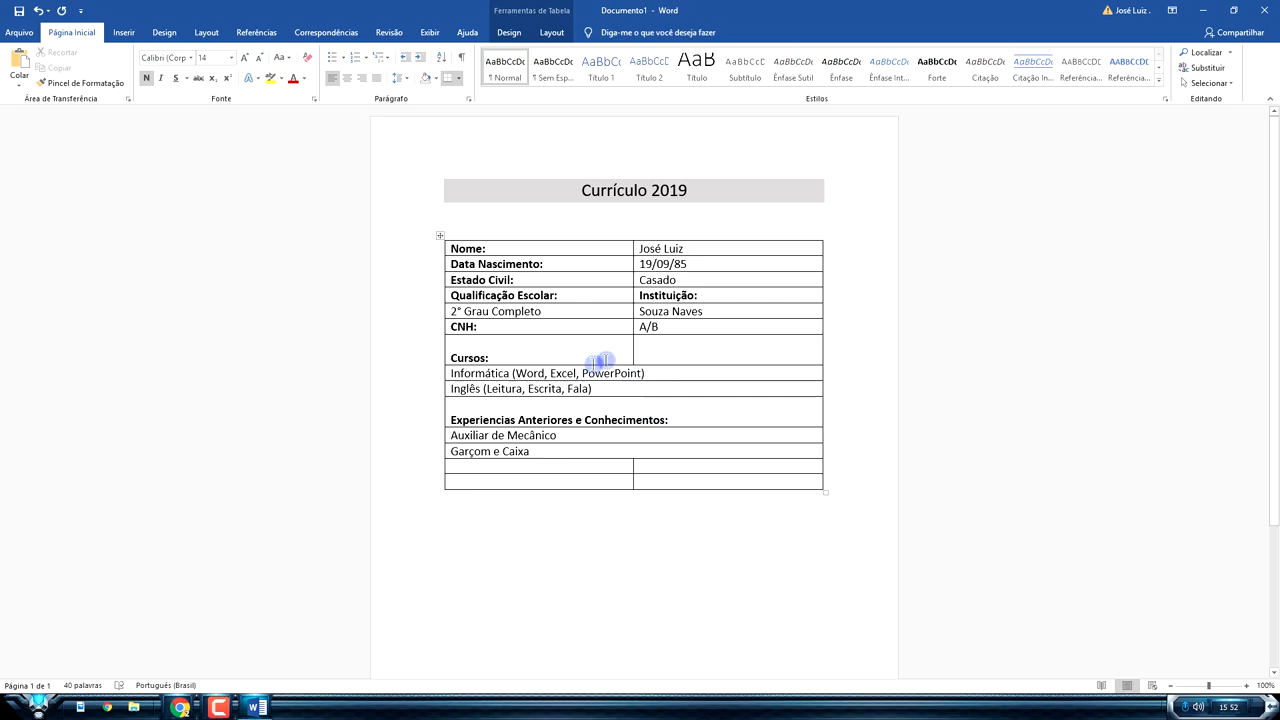 Ferramentas de Tabela
Documento1 - Word
José Luiz .
Arquivo Página Inicial Inserir Design Layout Referências Correspondências Revisão Exibir Ajuda Design Layout Diga-me o que você deseja fazer Compartilhar
Colar
Recortar
Copiar
Pincel de Formatação
Área de Transferência
Calibri (Corp 14
N I S abc x₂ x²
Fonte
Parágrafo
AaBbCcDc AaBbCcDc AaBbCc AaBbCcC AaB AaBbCcD AaBbCcDc AaBbCcDc AaBbCcDc AaBbCcDc AaBbCcDc AaBbCcDc AaBbCcDc
¶ Normal ¶ Sem Esp... Título 1 Título 2 Título Subtítulo Ênfase Sutil Ênfase Ênfase Int... Forte Citação Citação In... Referência... Referência...
Estilos
Localizar
Substituir
Selecionar
Editando
Currículo 2019
Nome: José Luiz
Data Nascimento: 19/09/85
Estado Civil: Casado
Qualificação Escolar: Instituição:
2° Grau Completo Souza Naves
CNH: A/B
Cursos:
Informática (Word, Excel, PowerPoint)
Inglês (Leitura, Escrita, Fala)
Experiencias Anteriores e Conhecimentos:
Auxiliar de Mecânico
Garçom e Caixa
Página 1 de 1 40 palavras Português (Brasil) 100%
15 52